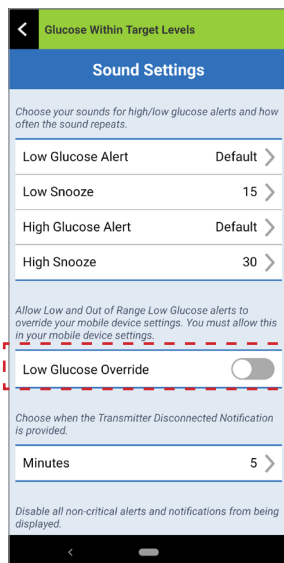 Glucose Within Target Levels
Sound Settings
Choose your sounds for high/low glucose alerts and how
often the sound repeats.
Low Glucose Alert Default
Low Snooze 15
High Glucose Alert Default
High Snooze 30
Allow Low and Out of Range Low Glucose alerts to
override your mobile device settings. You must allow this
in your mobile device settings.
Low Glucose Override
Choose when the Transmitter Disconnected Notification
is provided.
Minutes 5
Disable all non-critical alerts and notifications from being
displayed.